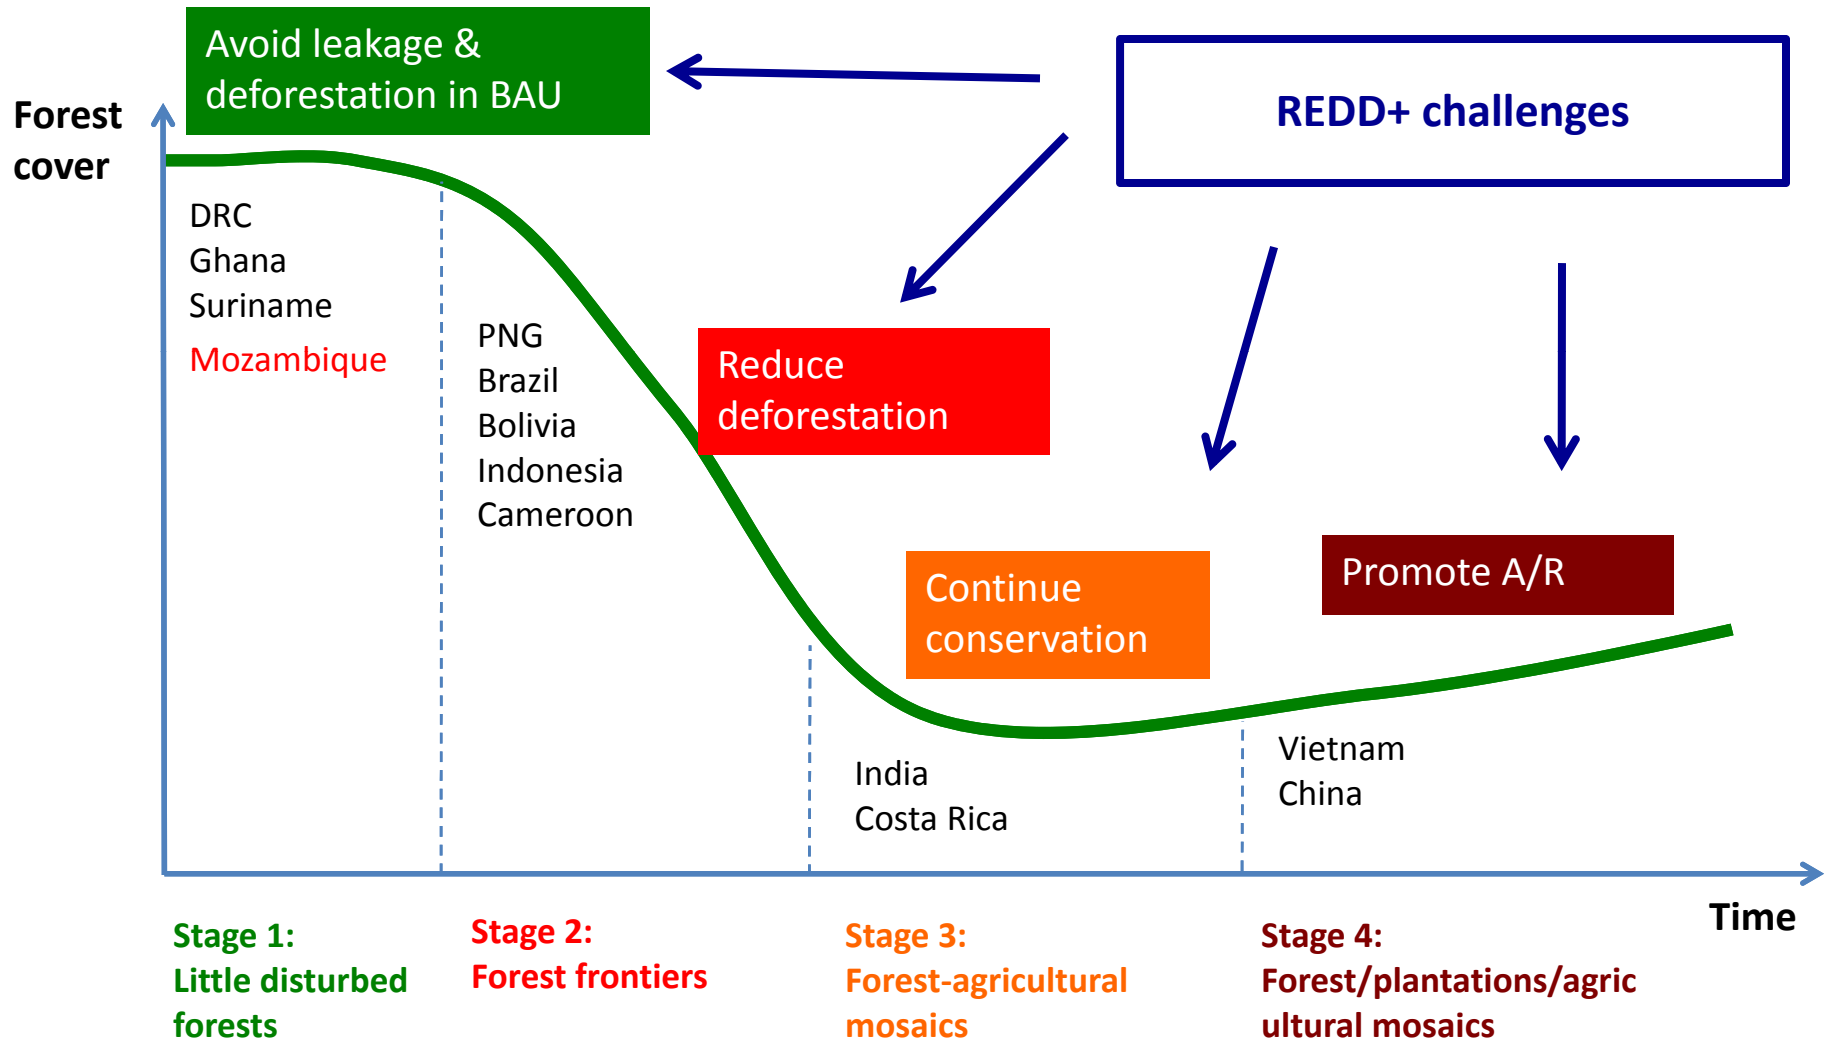 Avoid leakage &
deforestation in BAU
REDD+ challenges
Forest
cover
DRC
Ghana
Suriname
Mozambique
PNG
Brazil
Bolivia
Indonesia
Cameroon
Reduce
deforestation
Continue
conservation
Promote A/R
India
Costa Rica
Vietnam
China
Time
Stage 1:
Little disturbed
forests
Stage 2:
Forest frontiers
Stage 3:
Forest-agricultural
mosaics
Stage 4:
Forest/plantations/agric
ultural mosaics